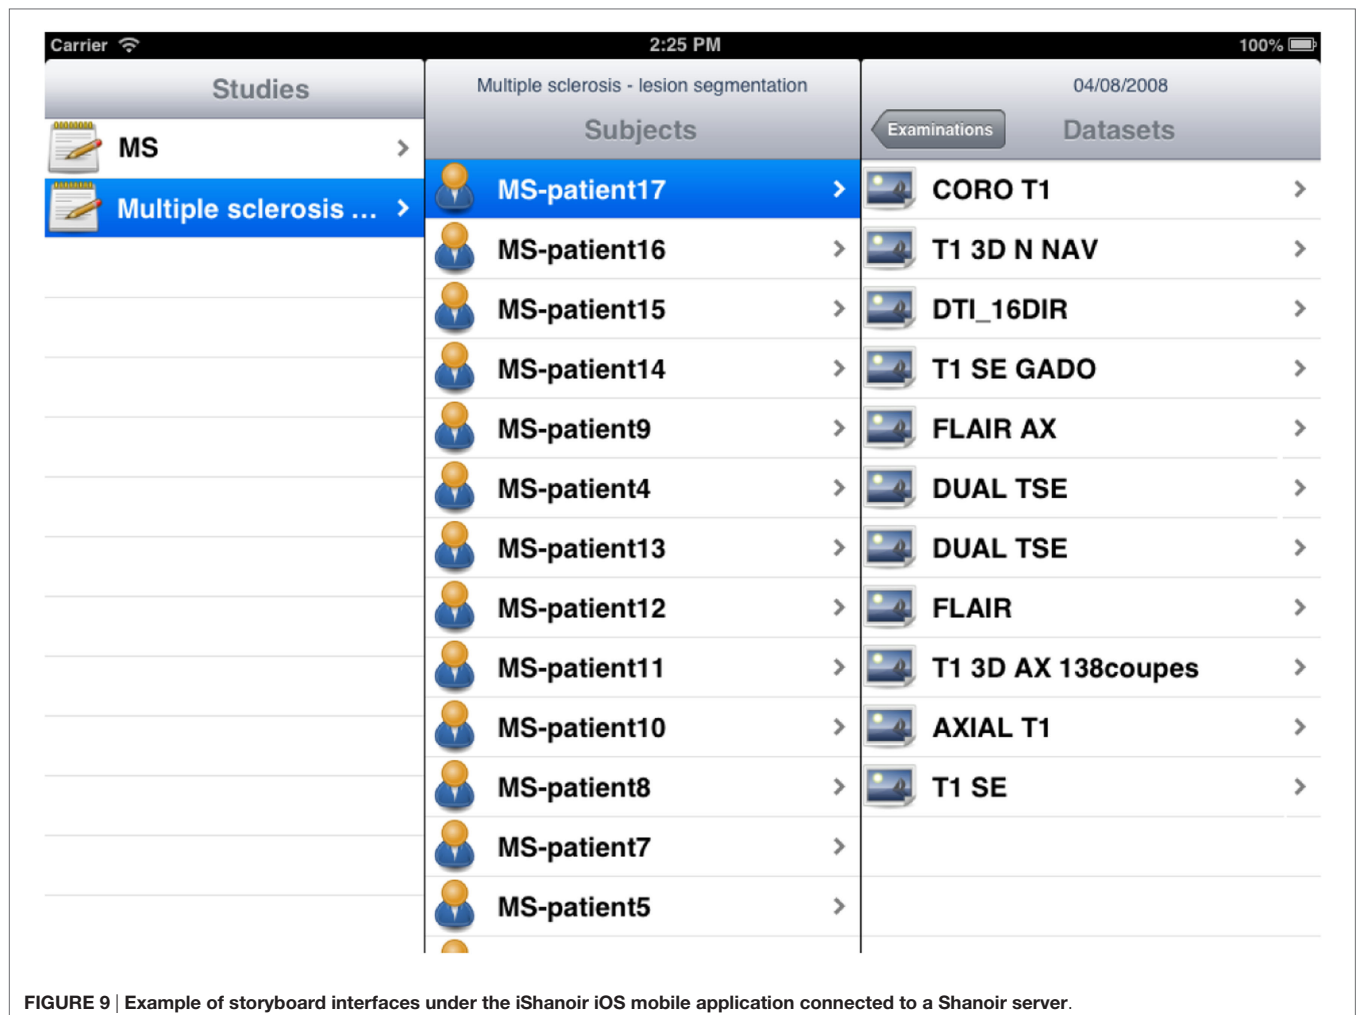 Carrier 2:25 PM 100%
Studies
MS
Multiple sclerosis ...
Multiple sclerosis - lesion segmentation
Subjects
MS-patient17
MS-patient16
MS-patient15
MS-patient14
MS-patient9
MS-patient4
MS-patient13
MS-patient12
MS-patient11
MS-patient10
MS-patient8
MS-patient7
MS-patient5
04/08/2008
Examinations Datasets
CORO T1
T1 3D N NAV
DTI_16DIR
T1 SE GADO
FLAIR AX
DUAL TSE
DUAL TSE
FLAIR
T1 3D AX 138coupes
AXIAL T1
T1 SE
FIGURE 9 | Example of storyboard interfaces under the iShanoir iOS mobile application connected to a Shanoir server.